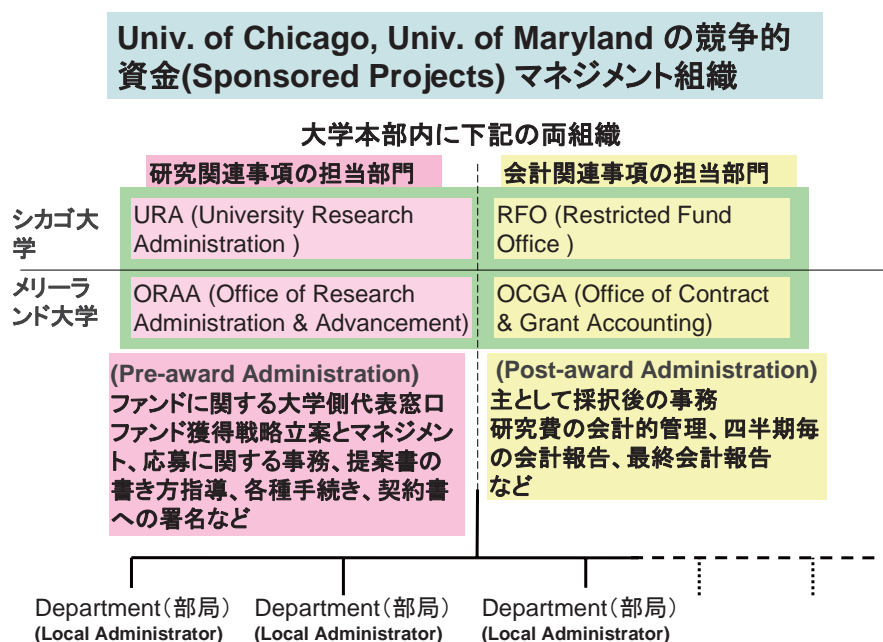 Univ. of Chicago, Univ. of Maryland の競争的
資金(Sponsored Projects) マネジメント組織
大学本部内に下記の両組織
研究関連事項の担当部門
会計関連事項の担当部門
シカゴ大
学
URA (University Research
Administration )
RFO (Restricted Fund
Office )
メリーラ
ンド大学
ORAA (Office of Research
Administration & Advancement)
OCGA (Office of Contract
& Grant Accounting)
(Pre-award Administration)
ファンドに関する大学側代表窓口
ファンド獲得戦略立案とマネジメン
ト、応募に関する事務、提案書の
書き方指導、各種手続き、契約書
への署名など
(Post-award Administration)
主として採択後の事務
研究費の会計的管理、四半期毎
の会計報告、最終会計報告
など
Department(部局)
(Local Administrator)
Department(部局)
(Local Administrator)
Department(部局)
(Local Administrator)